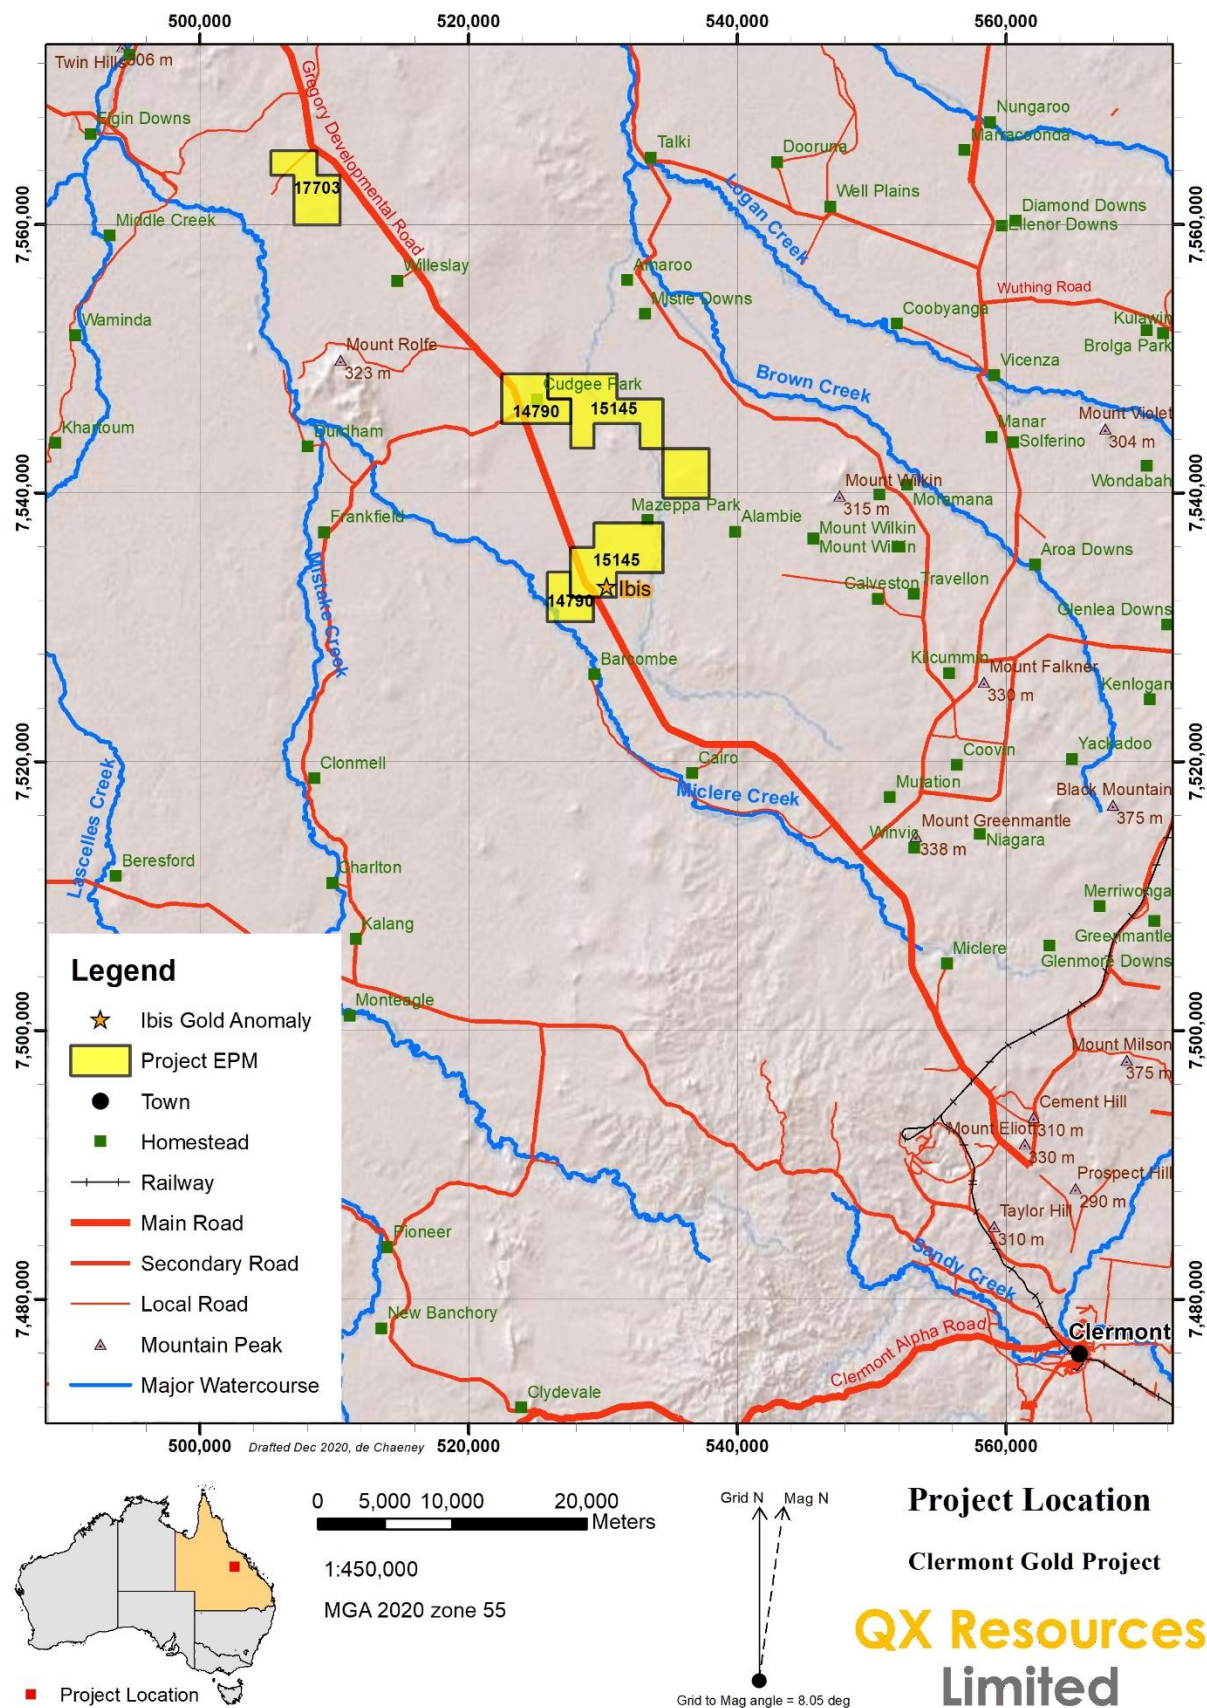 500,000
520,000
540,000
560,000
Twin Hills
306 m
Gregory Developmental Road
Elgin Downs
Nungaroo
Marracoonda
Talki
Dooruna
17703
Logan Creek
Well Plains
7,560,000
Middle Creek
Diamond Downs
Ellenor Downs
7,560,000
Willeslay
Amaroo
Mistle Downs
Wuthing Road
Waminda
Coobyanga
Kulawin
Brolga Park
Mount Rolfe
323 m
Vicenza
Cudgee Park
Brown Creek
14790
15145
Manar
Mount Violet
304 m
Khartoum
Durdham
Solferino
Wondabah
7,540,000
Mount Wilkin
315 m
Moramana
7,540,000
Frankfield
Mazeppa Park
Alambie
Mount Wilkin
Mount Wilkin
Aroa Downs
15145
Ibis
14790
Mistake Creek
Calveston
Travellon
Glenlea Downs
Barcombe
Kilcummin
Mount Falkner
330 m
Kenlogan
7,520,000
Clonmell
Cairo
Coovin
Yackadoo
7,520,000
Lascelles Creek
Miclere Creek
Mutation
Black Mountain
375 m
Mount Greenmantle
Winvic
338 m
Niagara
Beresford
Charlton
Merriwonga
Kalang
Greenmantle
Miclere
Glenmore Downs
Legend
Ibis Gold Anomaly
Project EPM
Town
Homestead
Railway
Main Road
Secondary Road
Local Road
Mountain Peak
Major Watercourse
Monteagle
7,500,000
7,500,000
Mount Milson
375 m
Cement Hill
310 m
Mount Eliott
330 m
Prospect Hill
290 m
Taylor Hill
310 m
Pioneer
Sandy Creek
7,480,000
New Banchory
7,480,000
Clermont
Clermont Alpha Road
Clydevale
500,000
520,000
540,000
560,000
Drafted Dec 2020, de Chaeney
0 5,000 10,000 20,000
Meters
1:450,000
MGA 2020 zone 55
Project Location
Grid N
Mag N
Grid to Mag angle = 8.05 deg
Project Location
Clermont Gold Project
QX Resources
Limited